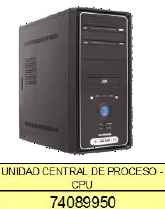 UNIDAD CENTRAL DE PROCESO -
CPU
74089950